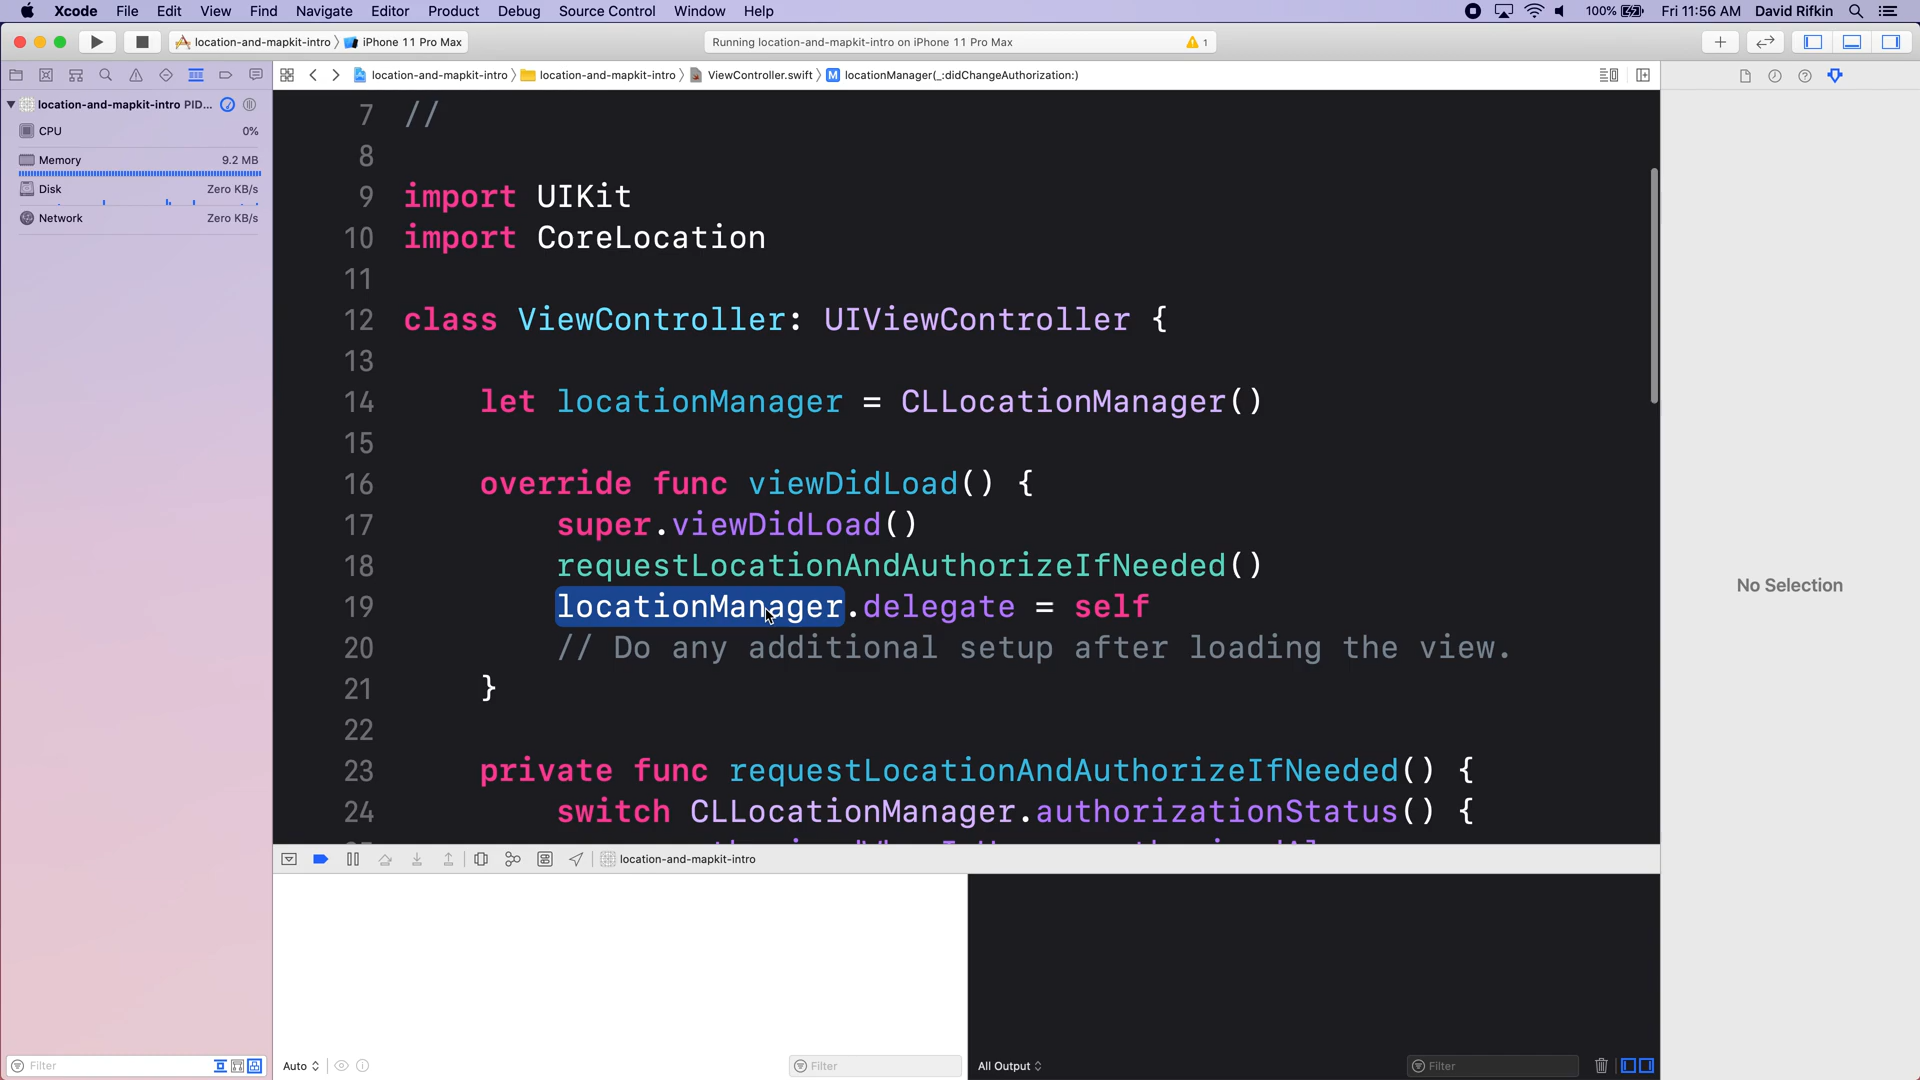 Xcode File Edit View Find Navigate Editor Product Debug Source Control Window Help 100% Fri 11:56 AM David Rifkin
location-and-mapkit-intro iPhone 11 Pro Max Running location-and-mapkit-intro on iPhone 11 Pro Max 1
location-and-mapkit-intro location-and-mapkit-intro ViewController.swift M locationManager(_:didChangeAuthorization:)
location-and-mapkit-intro PID...
CPU 0%
Memory 9.2 MB
Disk Zero KB/s
Network Zero KB/s
7 //
8
9 import UIKit
10 import CoreLocation
11
12 class ViewController: UIViewController {
13
14 let locationManager = CLLocationManager()
15
16 override func viewDidLoad() {
17 super.viewDidLoad()
18 requestLocationAndAuthorizeIfNeeded()
19 locationManager.delegate = self
20 // Do any additional setup after loading the view.
21 }
22
23 private func requestLocationAndAuthorizeIfNeeded() {
24 switch CLLocationManager.authorizationStatus() {
No Selection
location-and-mapkit-intro
Filter Auto Filter All Output Filter